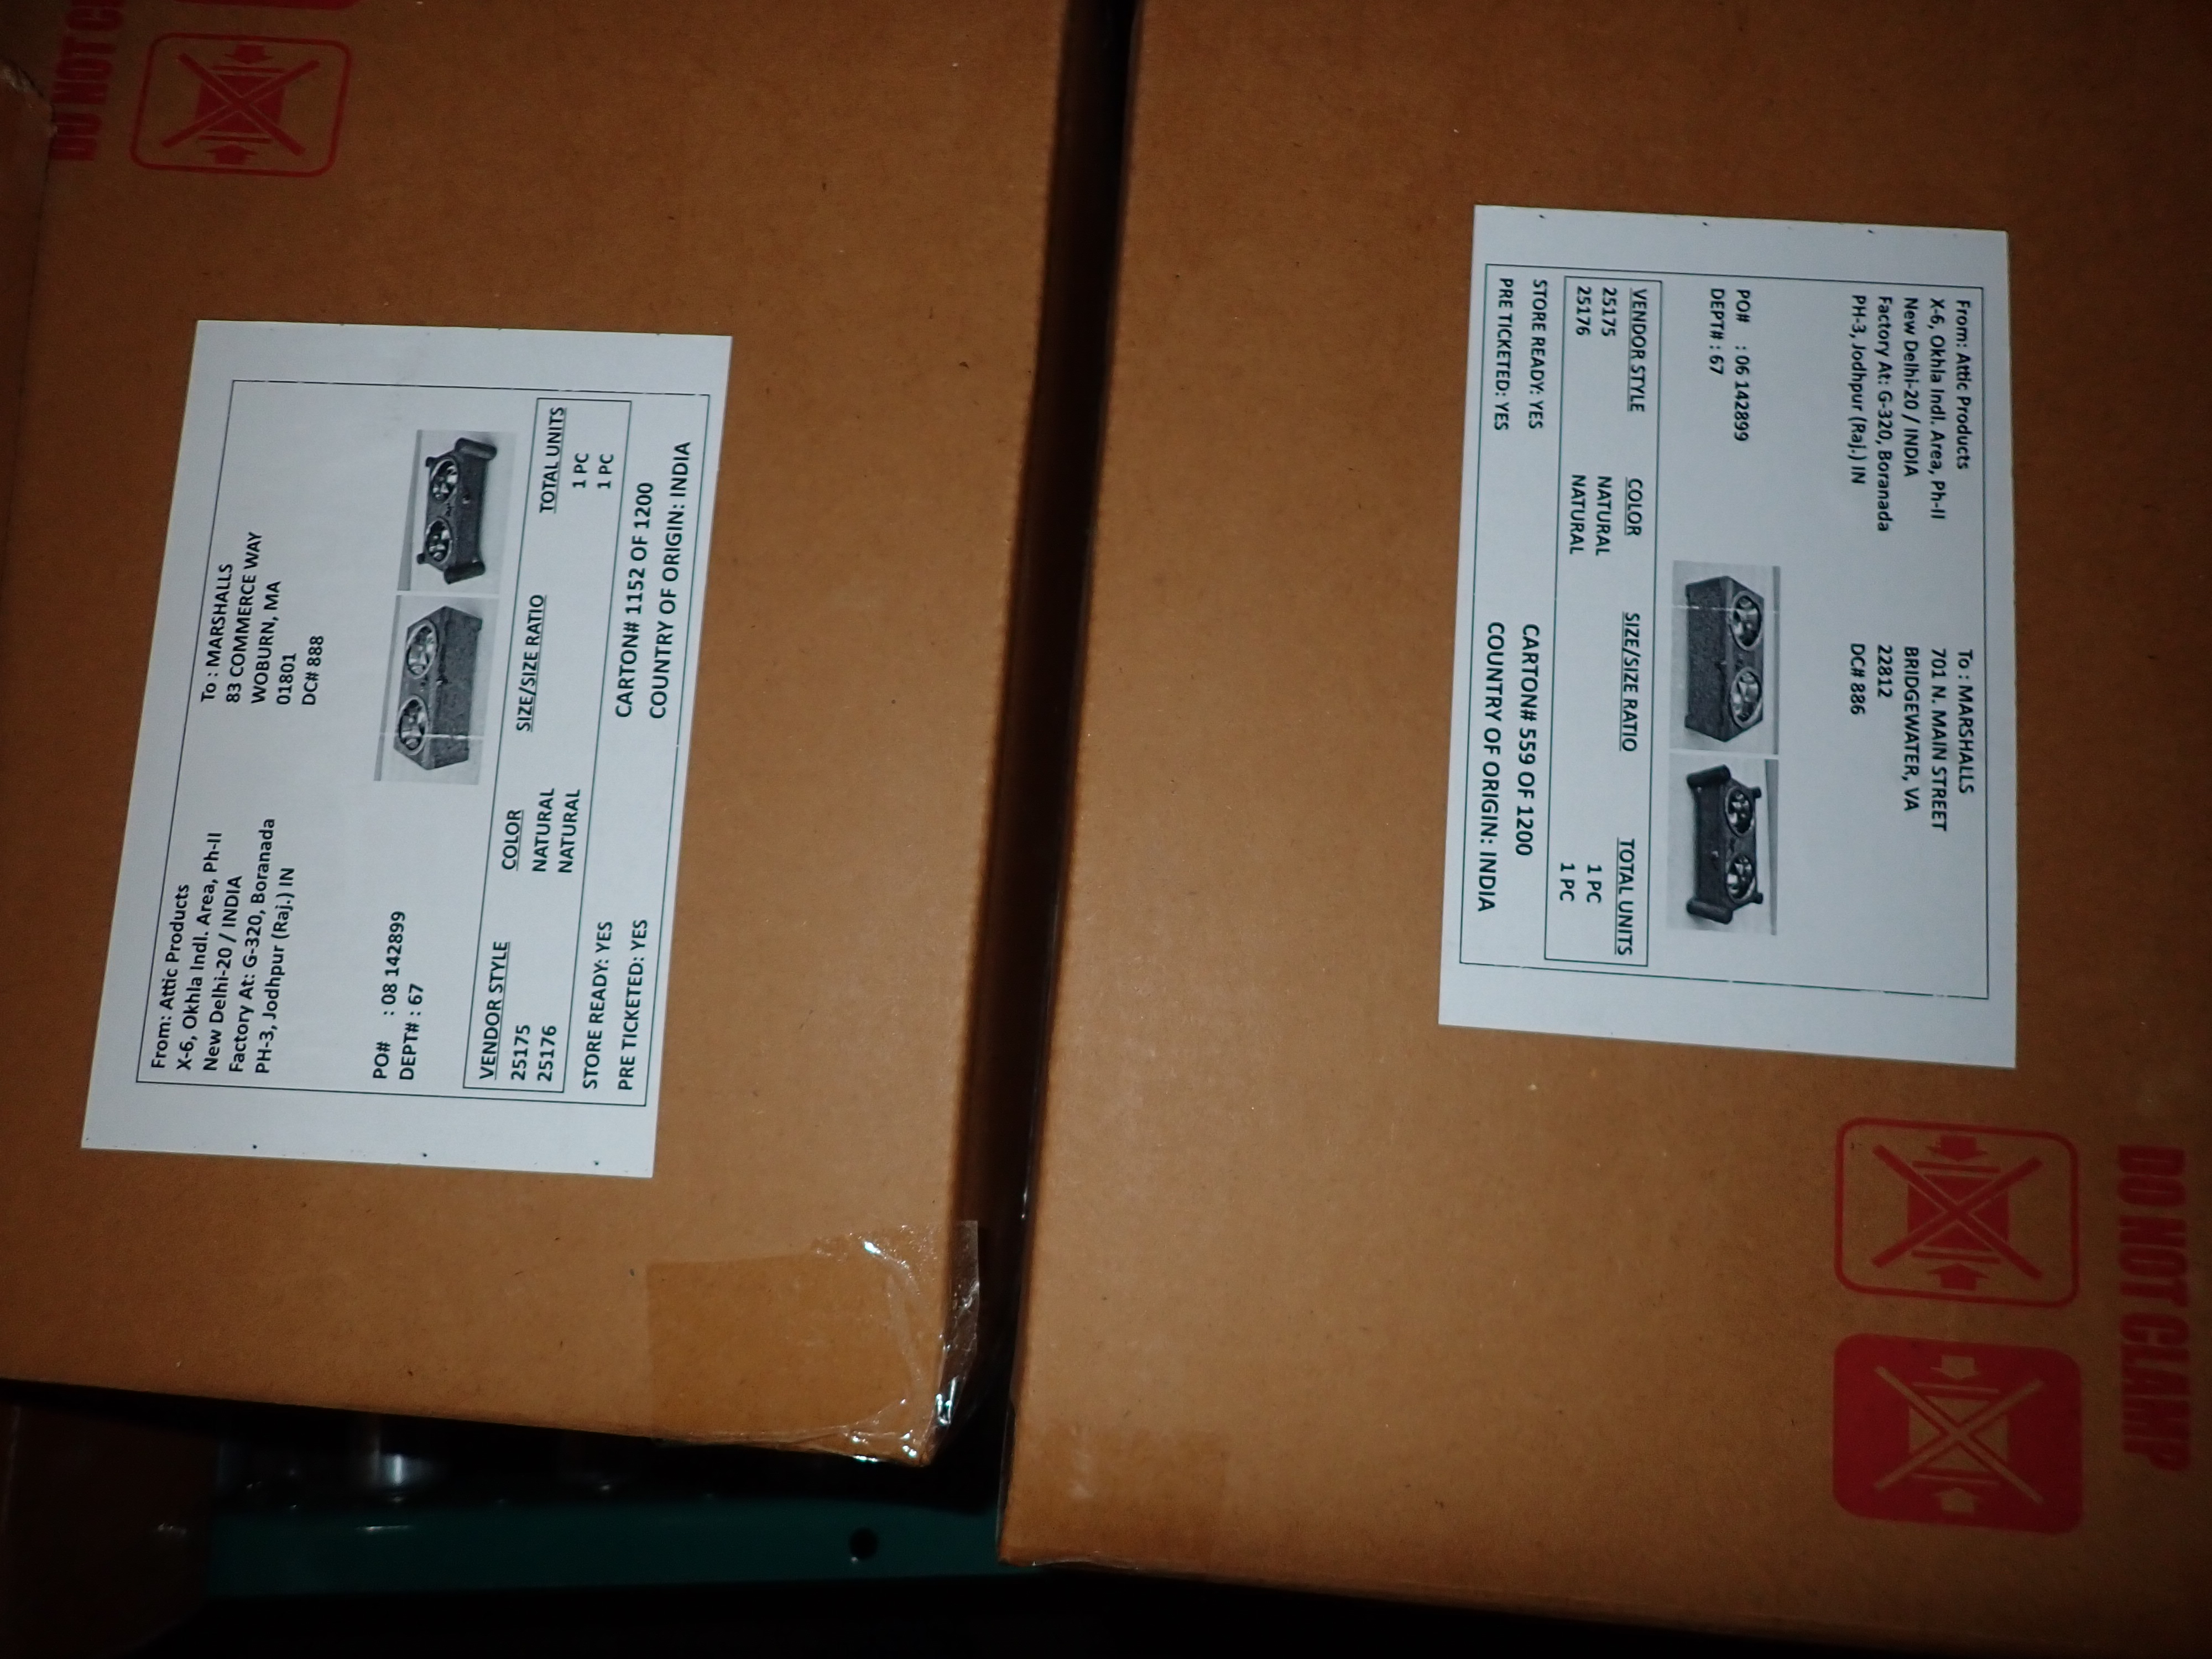 DO NOT C
From: Attic Products
X-6, Okhla Indl. Area, Ph-II
New Delhi-20 / INDIA
Factory At: G-320, Boranada
PH-3, Jodhpur (Raj.) IN
To : MARSHALLS
83 COMMERCE WAY
WOBURN, MA
01801
DC# 888
PO# : 08 142899
DEPT# : 67
VENDOR STYLE COLOR SIZE/SIZE RATIO TOTAL UNITS
25175 NATURAL 1 PC
25176 NATURAL 1 PC
STORE READY: YES CARTON# 1152 OF 1200
PRE TICKETED: YES COUNTRY OF ORIGIN: INDIA
From: Attic Products
X-6, Okhla Indl. Area, Ph-II
New Delhi-20 / INDIA
Factory At: G-320, Boranada
PH-3, Jodhpur (Raj.) IN
To : MARSHALLS
701 N. MAIN STREET
BRIDGEWATER, VA
22812
DC# 886
PO# : 06 142899
DEPT# : 67
VENDOR STYLE COLOR SIZE/SIZE RATIO TOTAL UNITS
25175 NATURAL 1 PC
25176 NATURAL 1 PC
STORE READY: YES CARTON# 559 OF 1200
PRE TICKETED: YES COUNTRY OF ORIGIN: INDIA
DO NOT CLAMP